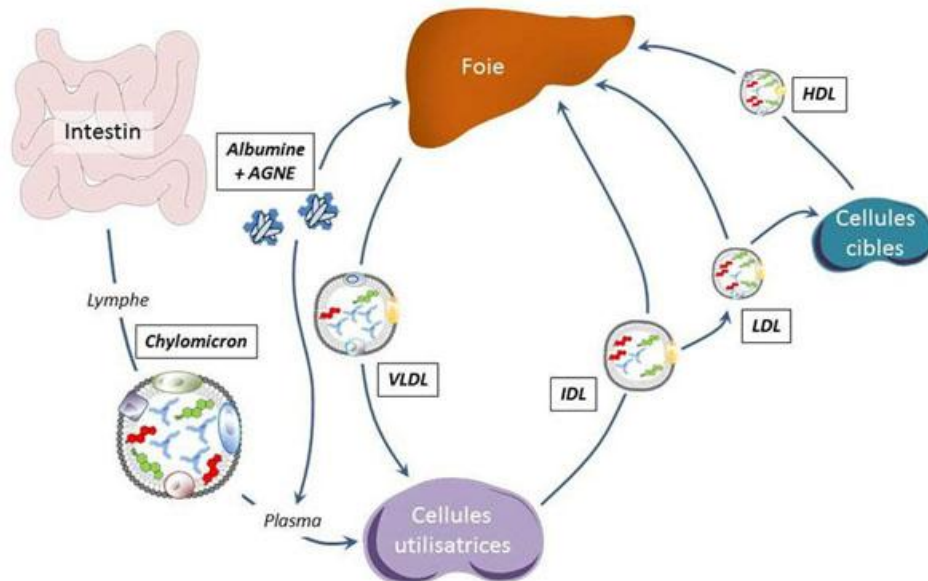 Intestin
Foie
HDL
Albumine
+ AGNE
Cellules
cibles
Lymphe
Chylomicron
VLDL
IDL
LDL
Plasma
Cellules
utilisatrices